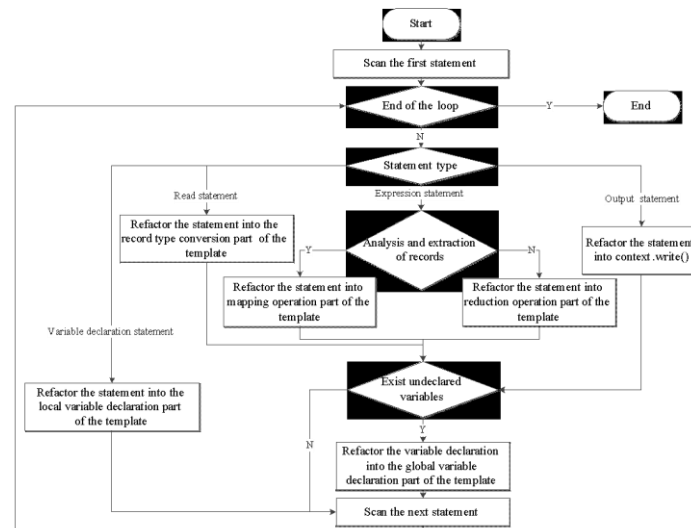 Start
Scan the first statement
End of the loop
Y
End
N
Statement type
Read statement
Expression statement
Output statement
Refactor the statement into the
record type conversion part of the
template
Analysis and extraction
of records
Y
N
Refactor the statement
into context .write()
Refactor the statement into
mapping operation part of the
template
Refactor the statement into
reduction operation part of the
template
Variable declaration statement
Refactor the statement into the
local variable declaration part
of the template
Exist undeclared
variables
N
Y
Refactor the variable declaration
into the global variable
declaration part of the template
Scan the next statement